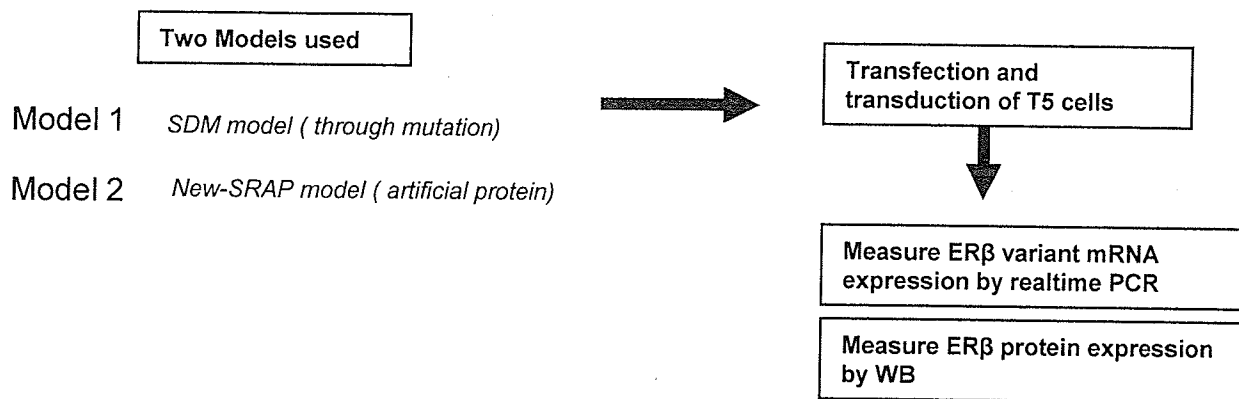 Two Models used
Model 1 SDM model ( through mutation)
Model 2 New-SRAP model ( artificial protein)
Transfection and
transduction of T5 cells
Measure ERβ variant mRNA
expression by realtime PCR
Measure ERβ protein expression
by WB